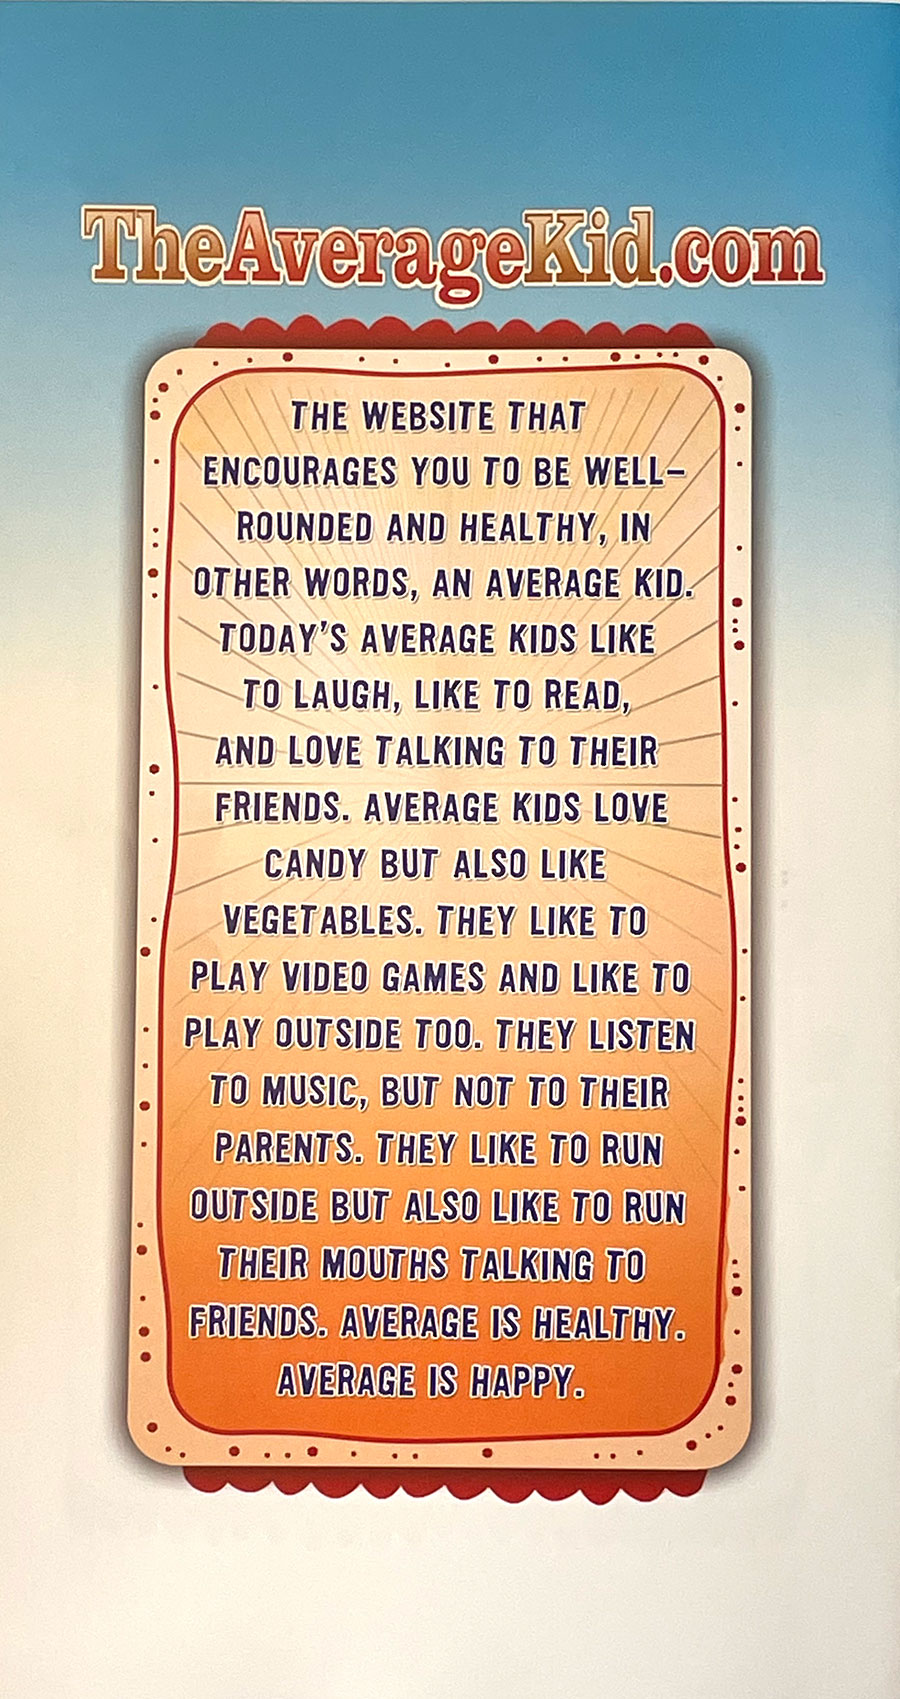 TheAverageKid.com
THE WEBSITE THAT
ENCOURAGES YOU TO BE WELL-
ROUNDED AND HEALTHY, IN
OTHER WORDS, AN AVERAGE KID.
TODAY'S AVERAGE KIDS LIKE
TO LAUGH, LIKE TO READ,
AND LOVE TALKING TO THEIR
FRIENDS. AVERAGE KIDS LOVE
CANDY BUT ALSO LIKE
VEGETABLES. THEY LIKE TO
PLAY VIDEO GAMES AND LIKE TO
PLAY OUTSIDE TOO. THEY LISTEN
TO MUSIC, BUT NOT TO THEIR
PARENTS. THEY LIKE TO RUN
OUTSIDE BUT ALSO LIKE TO RUN
THEIR MOUTHS TALKING TO
FRIENDS. AVERAGE IS HEALTHY.
AVERAGE IS HAPPY.